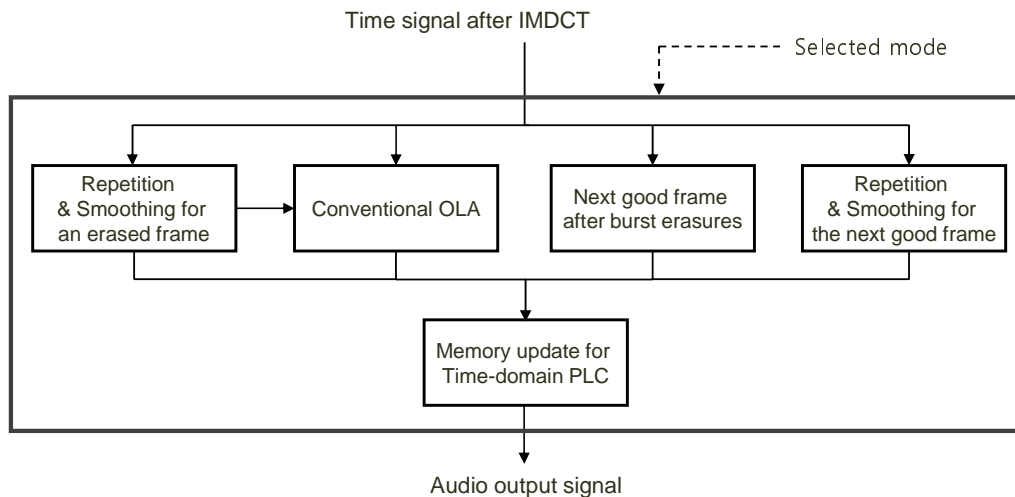 Time signal after IMDCT
Selected mode
Repetition
& Smoothing for
an erased frame
Conventional OLA
Next good frame
after burst erasures
Repetition
& Smoothing for
the next good frame
Memory update for
Time-domain PLC
Audio output signal